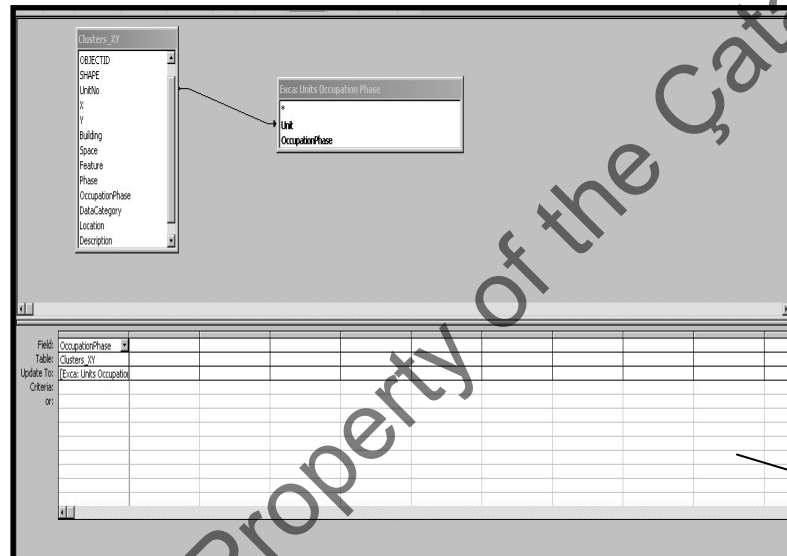 Clusters_XY
OBJECTID
SHAPE
UnitNo
X
Y
Building
Space
Feature
Phase
OccupationPhase
DataCategory
Location
Description
Exca: Units Occupation Phase
*
Unit
OccupationPhase
Field: OccupationPhase
Table: Clusters_XY
Update To: [Exca: Units Occupation
Criteria:
or:
Property of the Çat